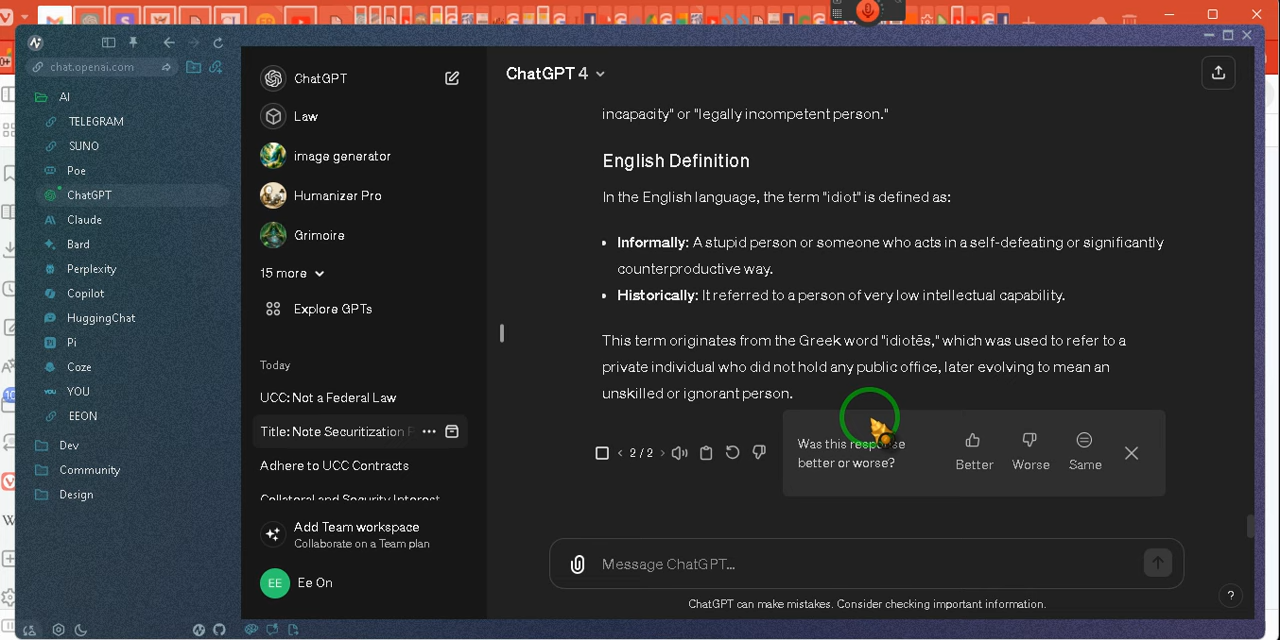 chat.openai.com
AI
TELEGRAM
SUNO
Poe
ChatGPT
Claude
Bard
Perplexity
Copilot
HuggingChat
Pi
Coze
YOU
EEON
Dev
Community
Design
ChatGPT
Law
image generator
Humanizer Pro
Grimoire
15 more
Explore GPTs
Today
UCC: Not a Federal Law
Title: Note Securitization
Adhere to UCC Contracts
Collateral and Security Interest
Add Team workspace
Collaborate on a Team plan
EE Ee On
ChatGPT 4
incapacity" or "legally incompetent person."
English Definition
In the English language, the term "idiot" is defined as:
• Informally: A stupid person or someone who acts in a self-defeating or significantly
counterproductive way.
• Historically: It referred to a person of very low intellectual capability.
This term originates from the Greek word "idiotēs," which was used to refer to a
private individual who did not hold any public office, later evolving to mean an
unskilled or ignorant person.
< 2 / 2 >
Was this response
better or worse?
Better
Worse
Same
Message ChatGPT...
ChatGPT can make mistakes. Consider checking important information.
?